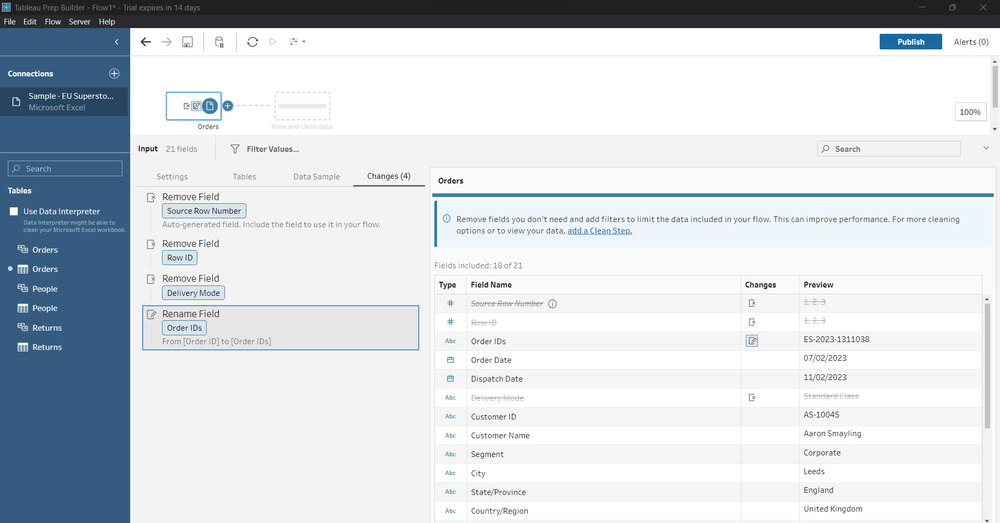 Tableau Prep Builder - Flow1* - Trial expires in 14 days
File Edit Flow Server Help
Publish
Alerts (0)
Connections
Sample - EU Supersto...
Microsoft Excel
Orders
View and clean data
100%
Input 21 fields
Filter Values...
Search
Search
Tables
Use Data Interpreter
Data Interpreter might be able to
clean your Microsoft Excel workbook.
Orders
Orders
People
People
Returns
Returns
Settings Tables Data Sample Changes (4)
Remove Field
Source Row Number
Auto-generated field. Include the field to use it in your flow.
Remove Field
Row ID
Remove Field
Delivery Mode
Rename Field
Order IDs
From [Order ID] to [Order IDs]
Orders
Remove fields you don't need and add filters to limit the data included in your flow. This can improve performance. For more cleaning
options or to view your data, add a Clean Step.
Fields included: 18 of 21
Type Field Name Changes Preview
# Source Row Number 1, 2, 3
# Row ID 1, 2, 3
Abc Order IDs ES-2023-1311038
Order Date 07/02/2023
Dispatch Date 11/02/2023
Abc Delivery Mode Standard Class
Abc Customer ID AS-10045
Abc Customer Name Aaron Smayling
Abc Segment Corporate
Abc City Leeds
Abc State/Province England
Abc Country/Region United Kingdom